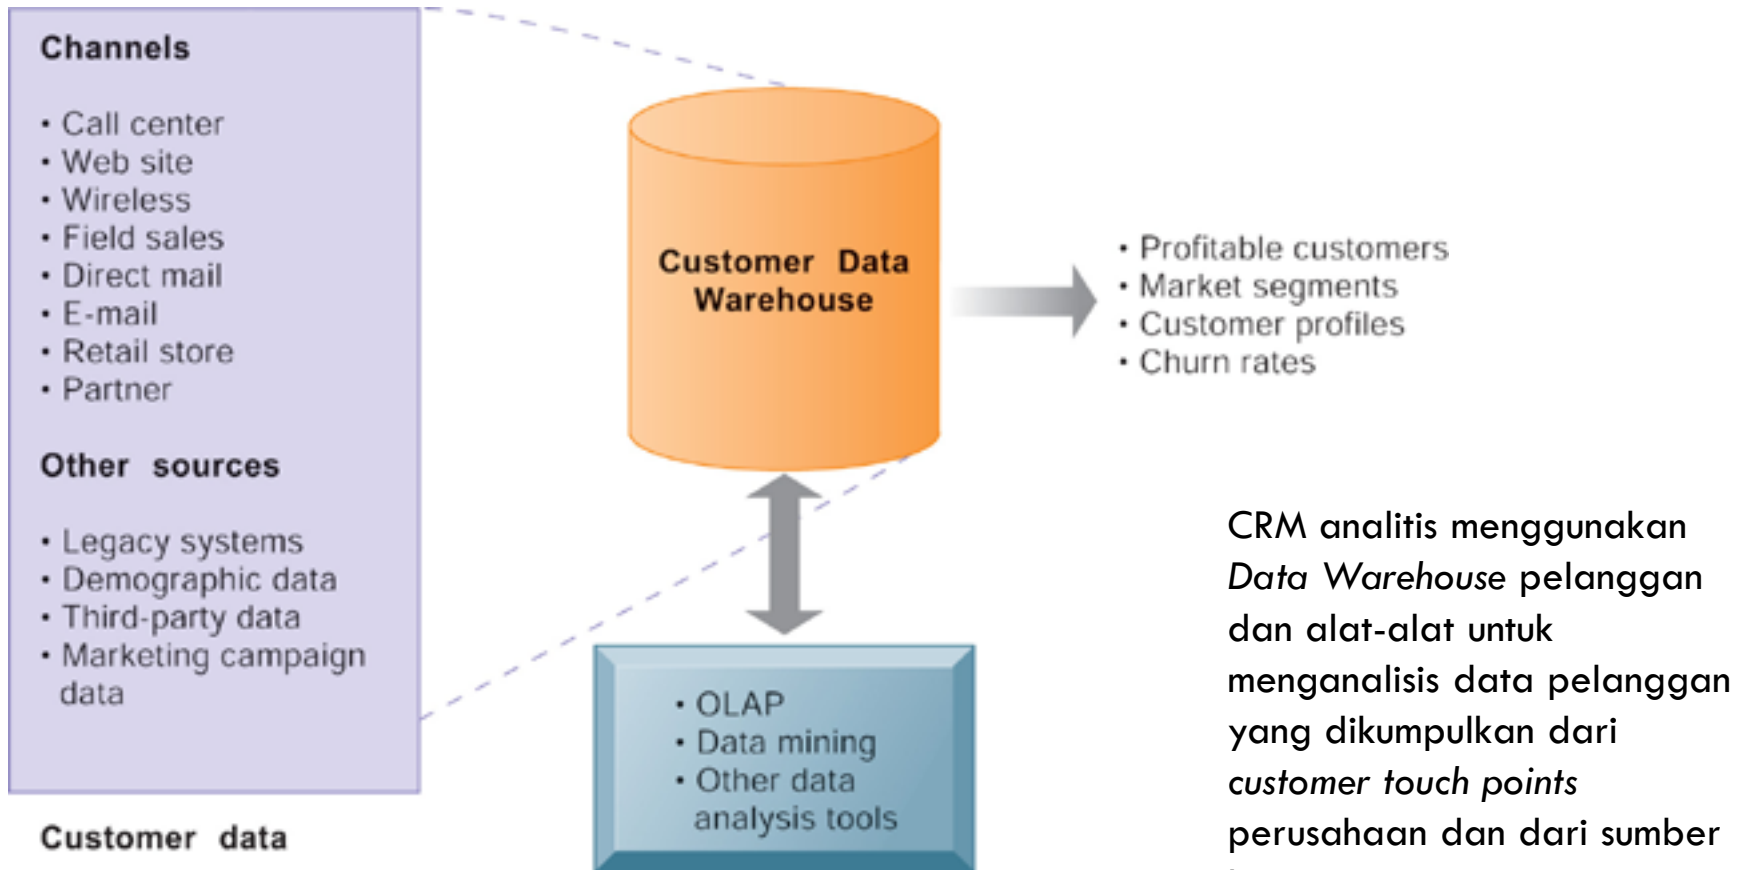 Channels
• Call center
• Web site
• Wireless
• Field sales
• Direct mail
• E-mail
• Retail store
• Partner
Other sources
• Legacy systems
• Demographic data
• Third-party data
• Marketing campaign
data
Customer data
Customer Data
Warehouse
• OLAP
• Data mining
• Other data
analysis tools
• Profitable customers
• Market segments
• Customer profiles
• Churn rates
CRM analitis menggunakan
Data Warehouse pelanggan
dan alat-alat untuk
menganalisis data pelanggan
yang dikumpulkan dari
customer touch points
perusahaan dan dari sumber